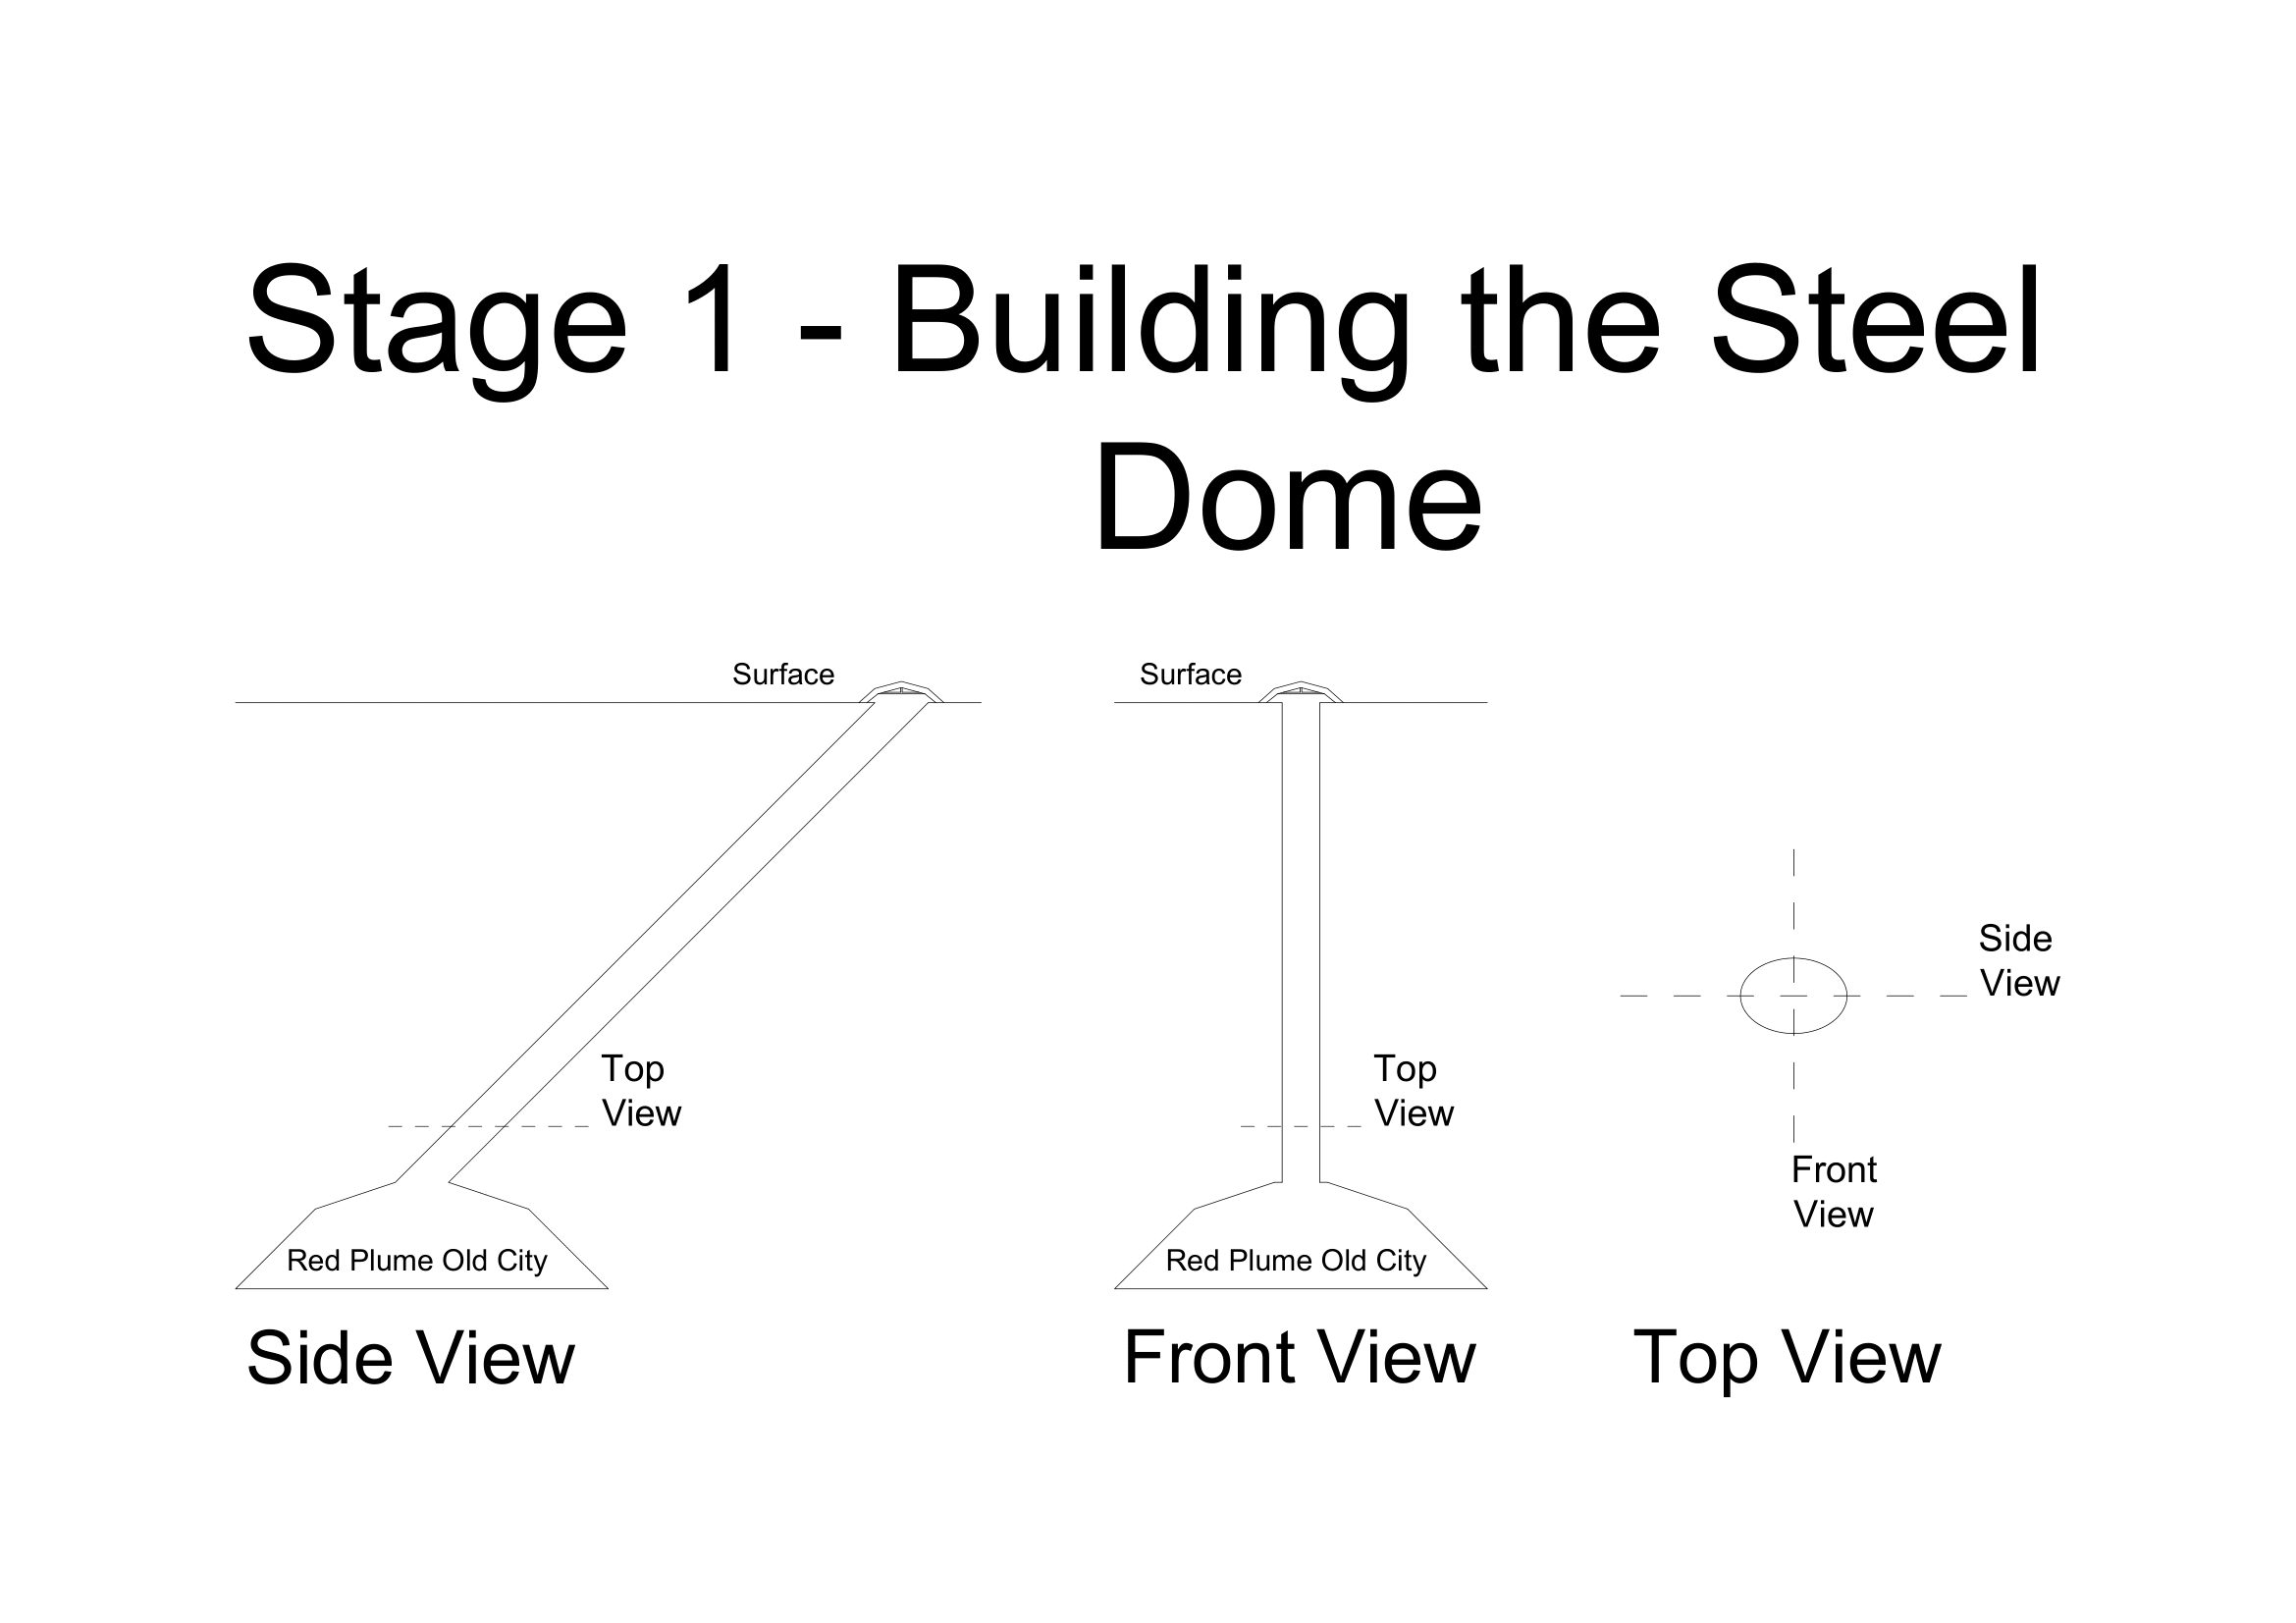 Stage 1 - Building the Steel
Dome
Surface
Surface
Side
View
Top
View
Top
View
Front
View
Red Plume Old City
Red Plume Old City
Side View
Front View
Top View